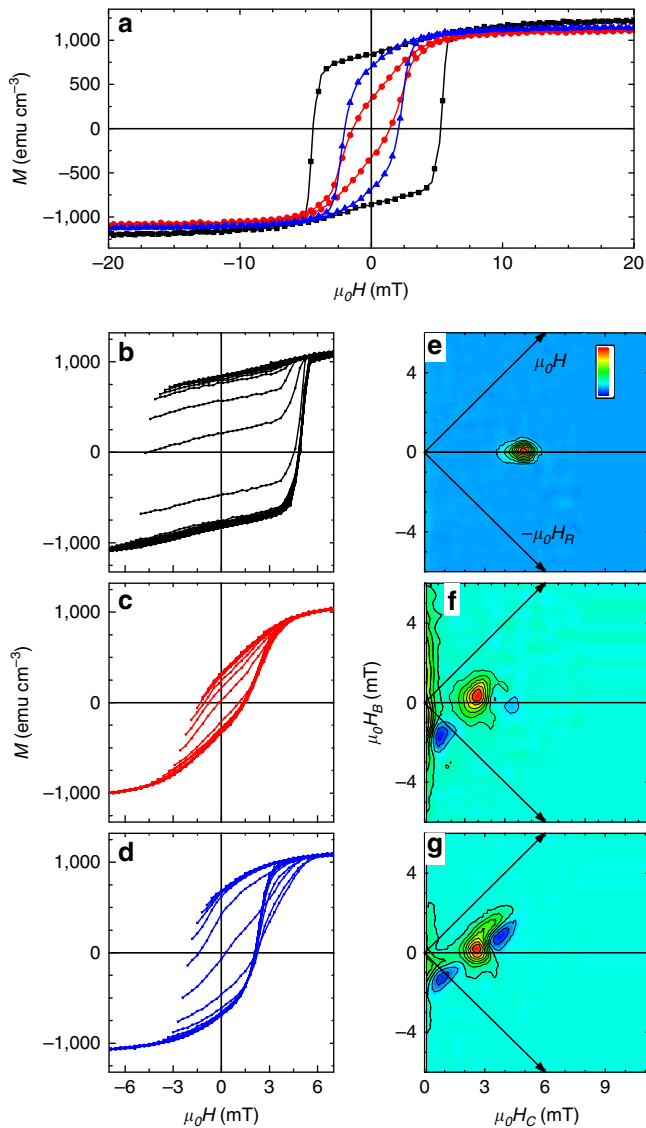 a
1,000
500
0
−500
−1,000
M (emu cm⁻³)
−20 −10 0 10 20
μ₀H (mT)
b
1,000
0
−1,000
e
4
0
−4
μ₀H
−μ₀H_R
c
1,000
0
−1,000
M (emu cm⁻³)
f
4
0
−4
μ₀H_B (mT)
d
1,000
0
−1,000
−6 −3 0 3 6
μ₀H (mT)
g
4
0
−4
0 3 6 9
μ₀H_C (mT)